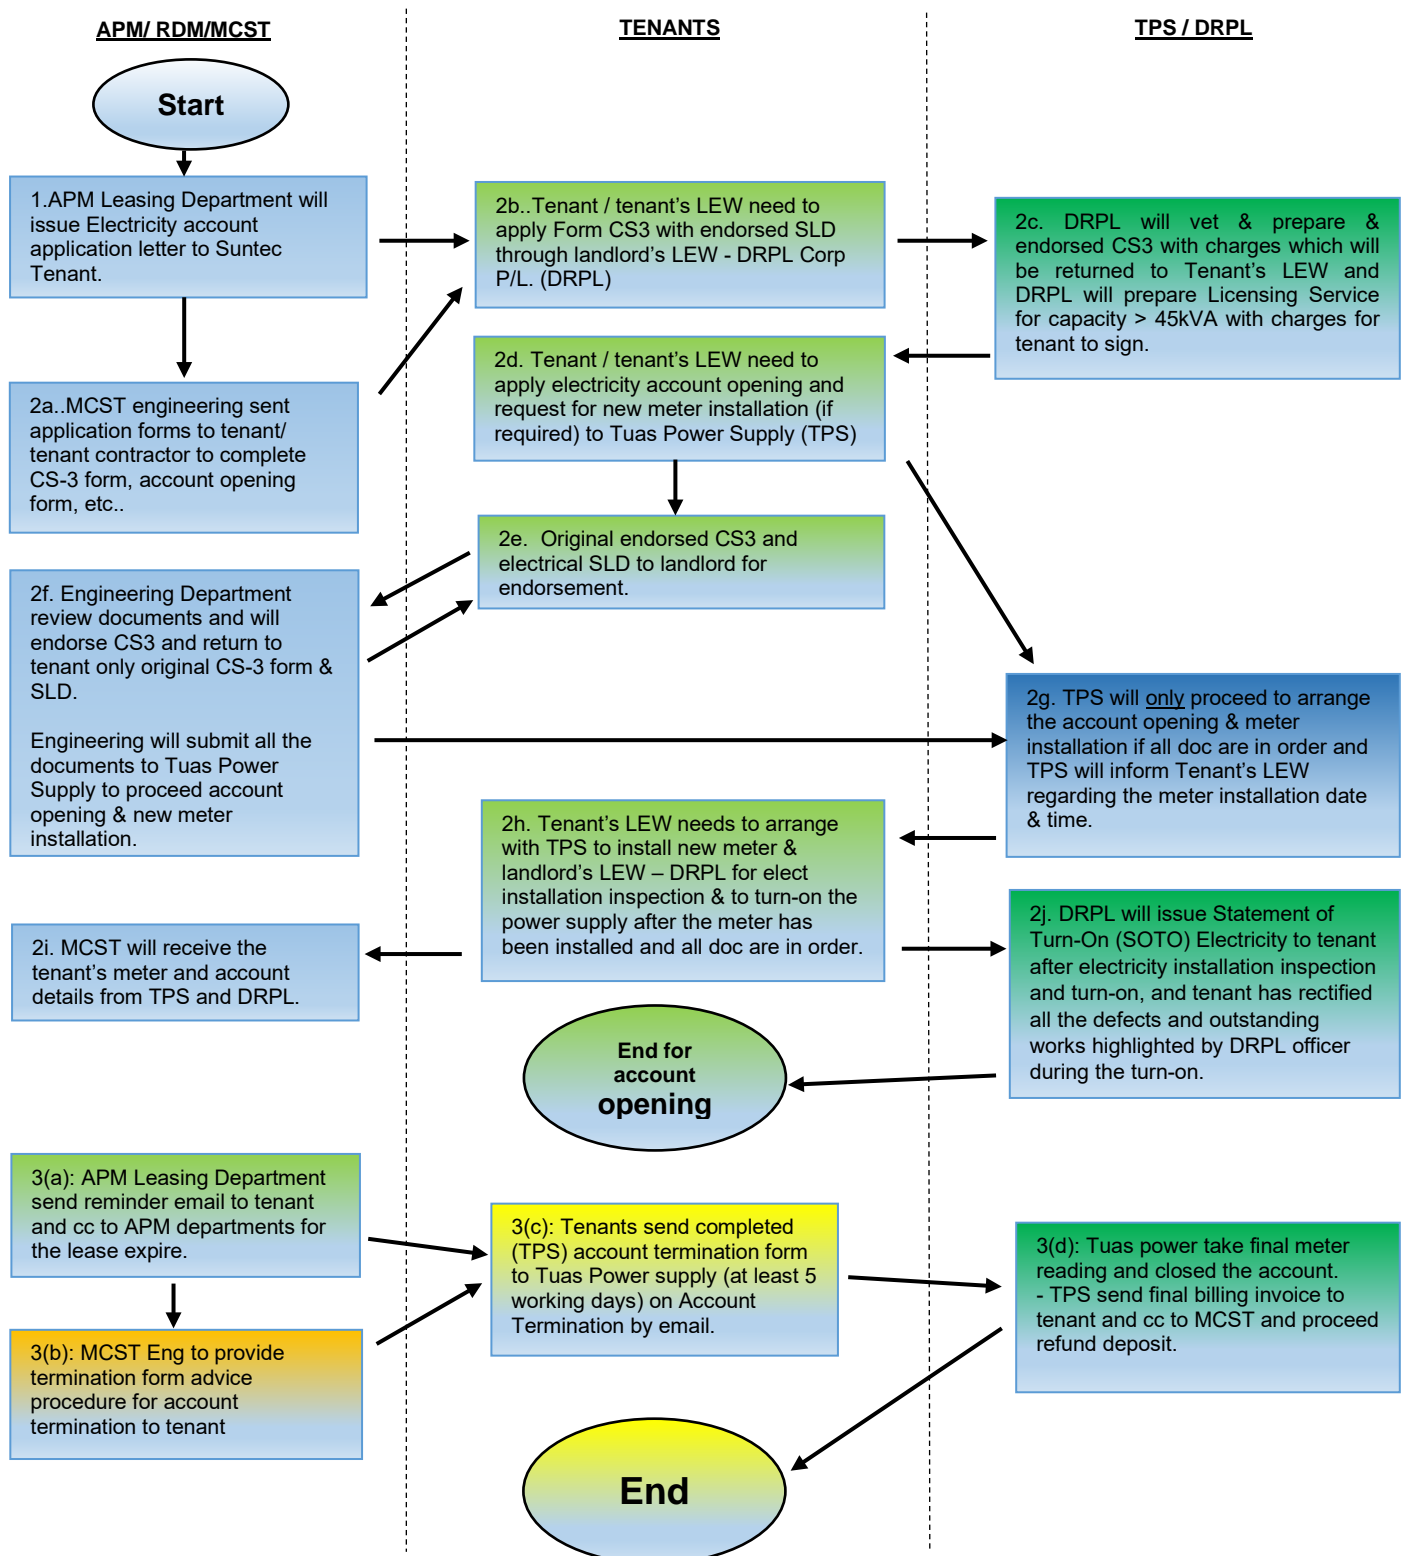 APM/ RDM/MCST
TENANTS
TPS / DRPL
Start
1.APM Leasing Department will
issue Electricity account
application letter to Suntec
Tenant.
2b..Tenant / tenant’s LEW need to
apply Form CS3 with endorsed SLD
through landlord’s LEW - DRPL Corp
P/L. (DRPL)
2c. DRPL will vet & prepare &
endorsed CS3 with charges which will
be returned to Tenant’s LEW and
DRPL will prepare Licensing Service
for capacity > 45kVA with charges for
tenant to sign.
2a..MCST engineering sent
application forms to tenant/
tenant contractor to complete
CS-3 form, account opening
form, etc..
2d. Tenant / tenant’s LEW need to
apply electricity account opening and
request for new meter installation (if
required) to Tuas Power Supply (TPS)
2e. Original endorsed CS3 and
electrical SLD to landlord for
endorsement.
2f. Engineering Department
review documents and will
endorse CS3 and return to
tenant only original CS-3 form &
SLD.
Engineering will submit all the
documents to Tuas Power
Supply to proceed account
opening & new meter
installation.
2g. TPS will only proceed to arrange
the account opening & meter
installation if all doc are in order and
TPS will inform Tenant’s LEW
regarding the meter installation date
& time.
2h. Tenant’s LEW needs to arrange
with TPS to install new meter &
landlord’s LEW – DRPL for elect
installation inspection & to turn-on the
power supply after the meter has
been installed and all doc are in order.
2i. MCST will receive the
tenant’s meter and account
details from TPS and DRPL.
2j. DRPL will issue Statement of
Turn-On (SOTO) Electricity to tenant
after electricity installation inspection
and turn-on, and tenant has rectified
all the defects and outstanding
works highlighted by DRPL officer
during the turn-on.
End for
account
opening
3(a): APM Leasing Department
send reminder email to tenant
and cc to APM departments for
the lease expire.
3(c): Tenants send completed
(TPS) account termination form
to Tuas Power supply (at least 5
working days) on Account
Termination by email.
3(d): Tuas power take final meter
reading and closed the account.
- TPS send final billing invoice to
tenant and cc to MCST and proceed
refund deposit.
3(b): MCST Eng to provide
termination form advice
procedure for account
termination to tenant
End